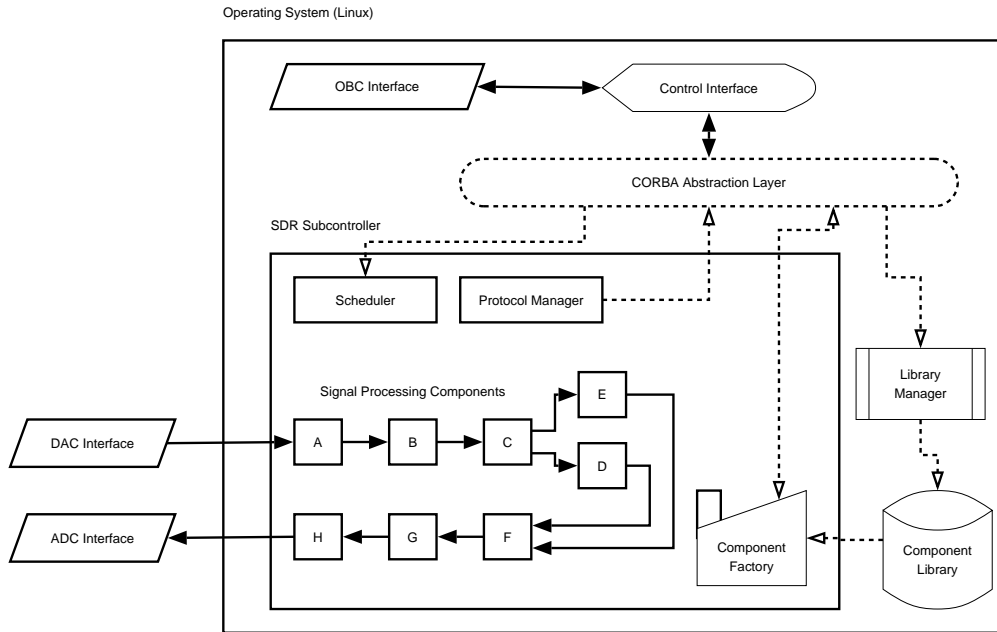 Operating System (Linux)
OBC Interface
Control Interface
CORBA Abstraction Layer
SDR Subcontroller
Scheduler
Protocol Manager
Library
Manager
Signal Processing Components
E
DAC Interface
A
B
C
D
ADC Interface
H
G
F
Component
Factory
Component
Library